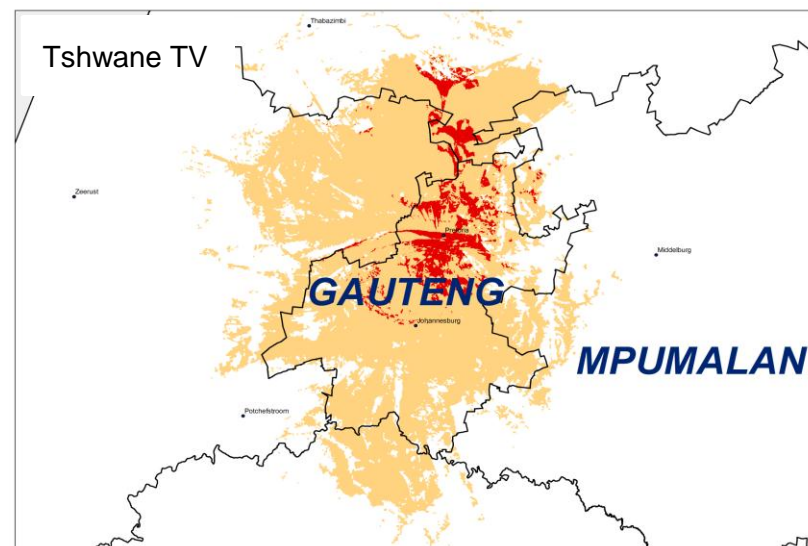 Thabazimbi
Tshwane TV
Zeerust
Pretoria
Middelburg
GAUTENG
Johannesburg
MPUMALAN
Potchefstroom